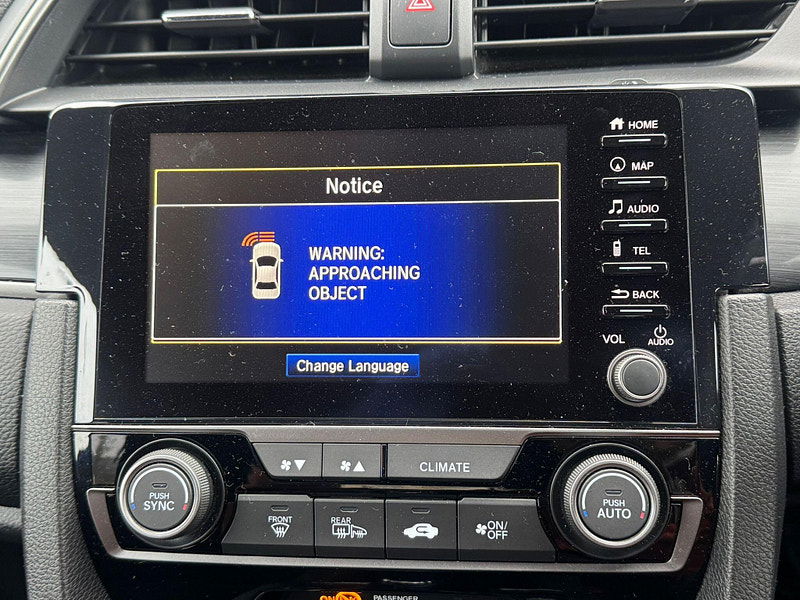 HOME
MAP
AUDIO
TEL
BACK
VOL
AUDIO
Notice
WARNING:
APPROACHING
OBJECT
Change Language
CLIMATE
PUSH
SYNC
FRONT
REAR
ON/
OFF
PUSH
AUTO
PASSENGER